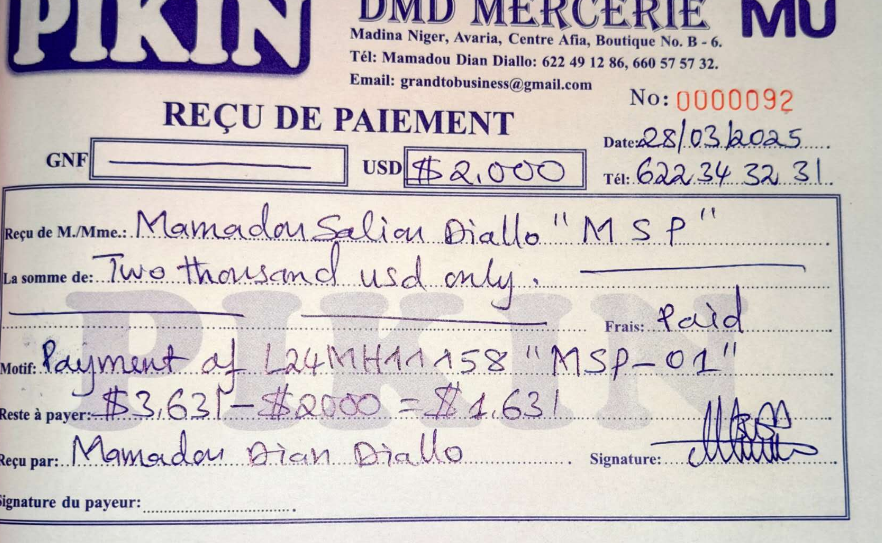 PIKIN
DMD MERCERIE
MU
Madina Niger, Avaria, Centre Afia, Boutique No. B - 6.
Tél: Mamadou Dian Diallo: 622 49 12 86, 660 57 57 32.
Email: grandtobusiness@gmail.com
No: 0000092
REÇU DE PAIEMENT
Date: 28/03/2025
GNF
USD $2,000
Tél: 622 34 32 31
Reçu de M./Mme.: Mamadou Saliou Diallo "MSP"
La somme de: Two thousand usd only.
Frais: Paid
Motif: Payment of L24MH11158 "MSP-01"
Reste à payer: $3,631 - $2000 = $1,631
Reçu par: Mamadou Dian Diallo
Signature:
Signature du payeur:
PIKIN